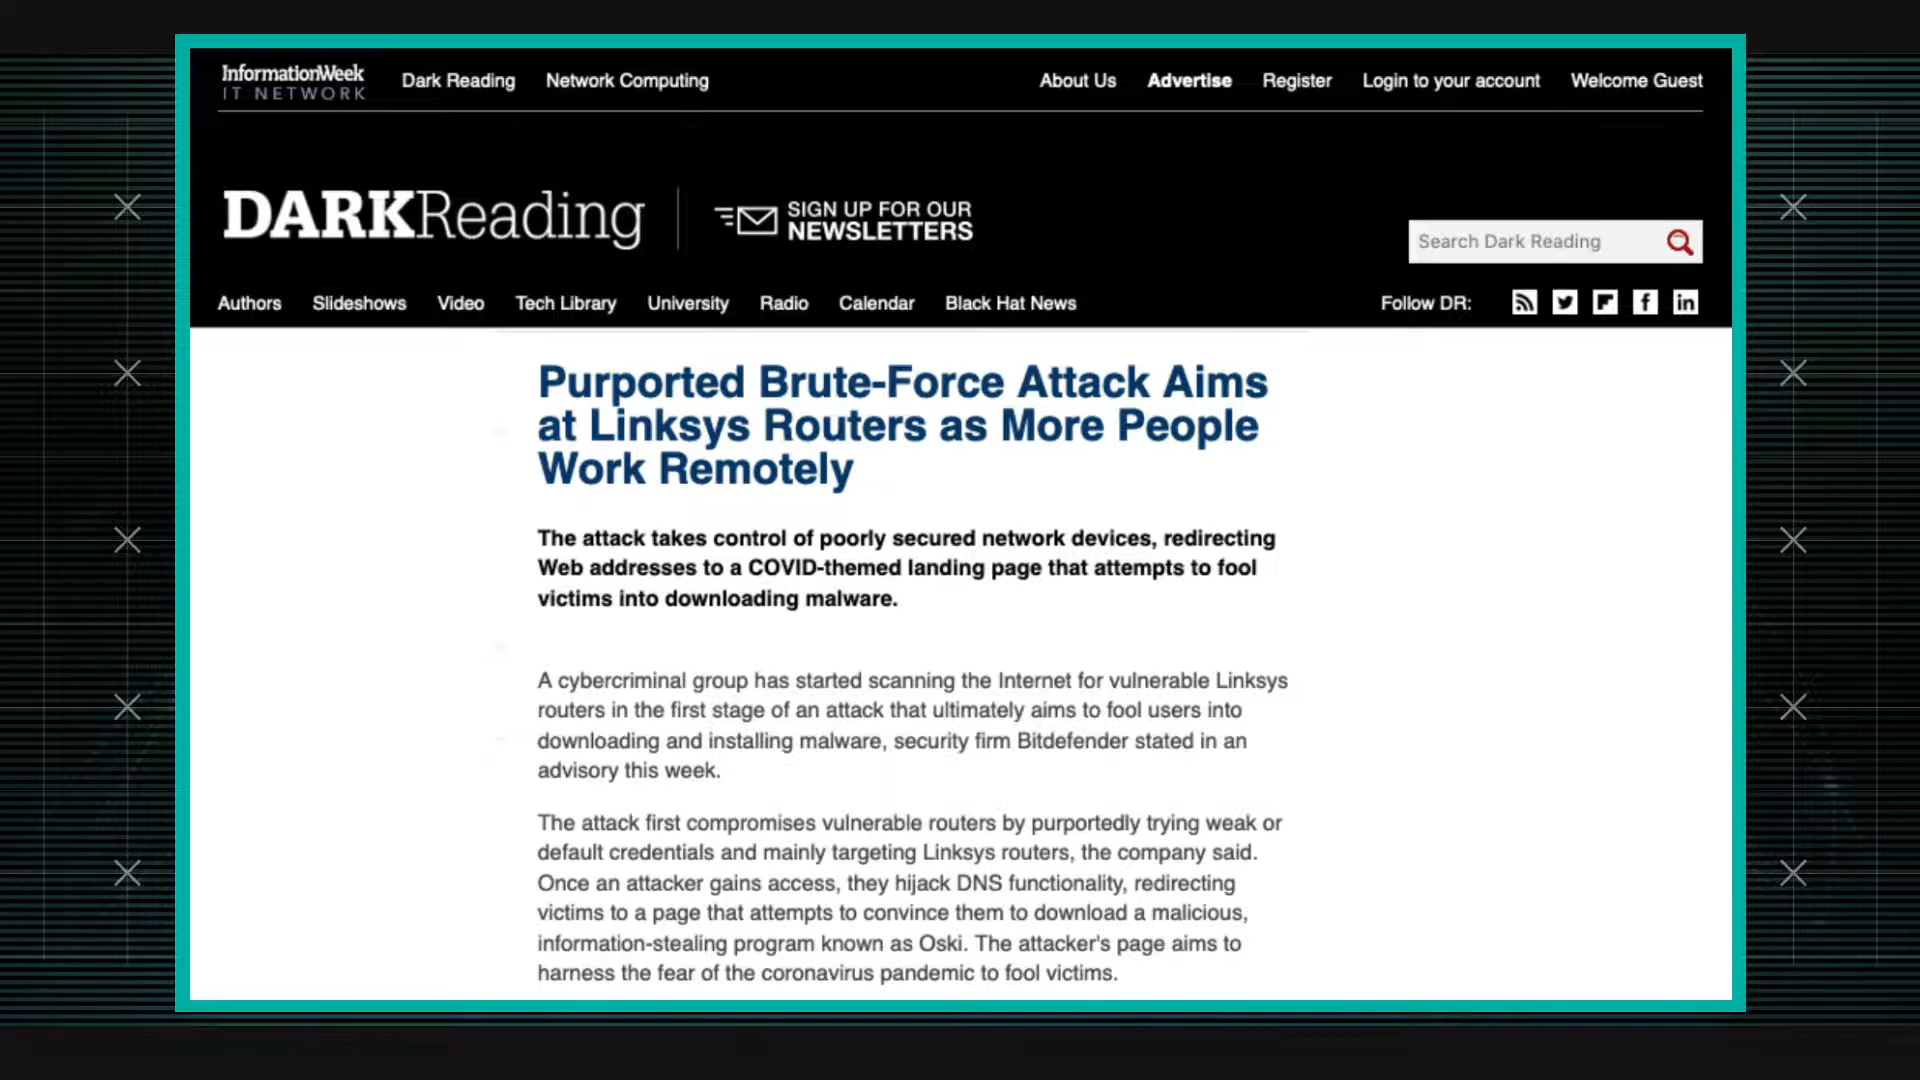 InformationWeek
IT NETWORK
Dark Reading Network Computing
About Us Advertise Register Login to your account Welcome Guest
DARKReading
SIGN UP FOR OUR
NEWSLETTERS
Search Dark Reading
Authors Slideshows Video Tech Library University Radio Calendar Black Hat News
Follow DR:
Purported Brute-Force Attack Aims
at Linksys Routers as More People
Work Remotely
The attack takes control of poorly secured network devices, redirecting
Web addresses to a COVID-themed landing page that attempts to fool
victims into downloading malware.
A cybercriminal group has started scanning the Internet for vulnerable Linksys
routers in the first stage of an attack that ultimately aims to fool users into
downloading and installing malware, security firm Bitdefender stated in an
advisory this week.
The attack first compromises vulnerable routers by purportedly trying weak or
default credentials and mainly targeting Linksys routers, the company said.
Once an attacker gains access, they hijack DNS functionality, redirecting
victims to a page that attempts to convince them to download a malicious,
information-stealing program known as Oski. The attacker's page aims to
harness the fear of the coronavirus pandemic to fool victims.